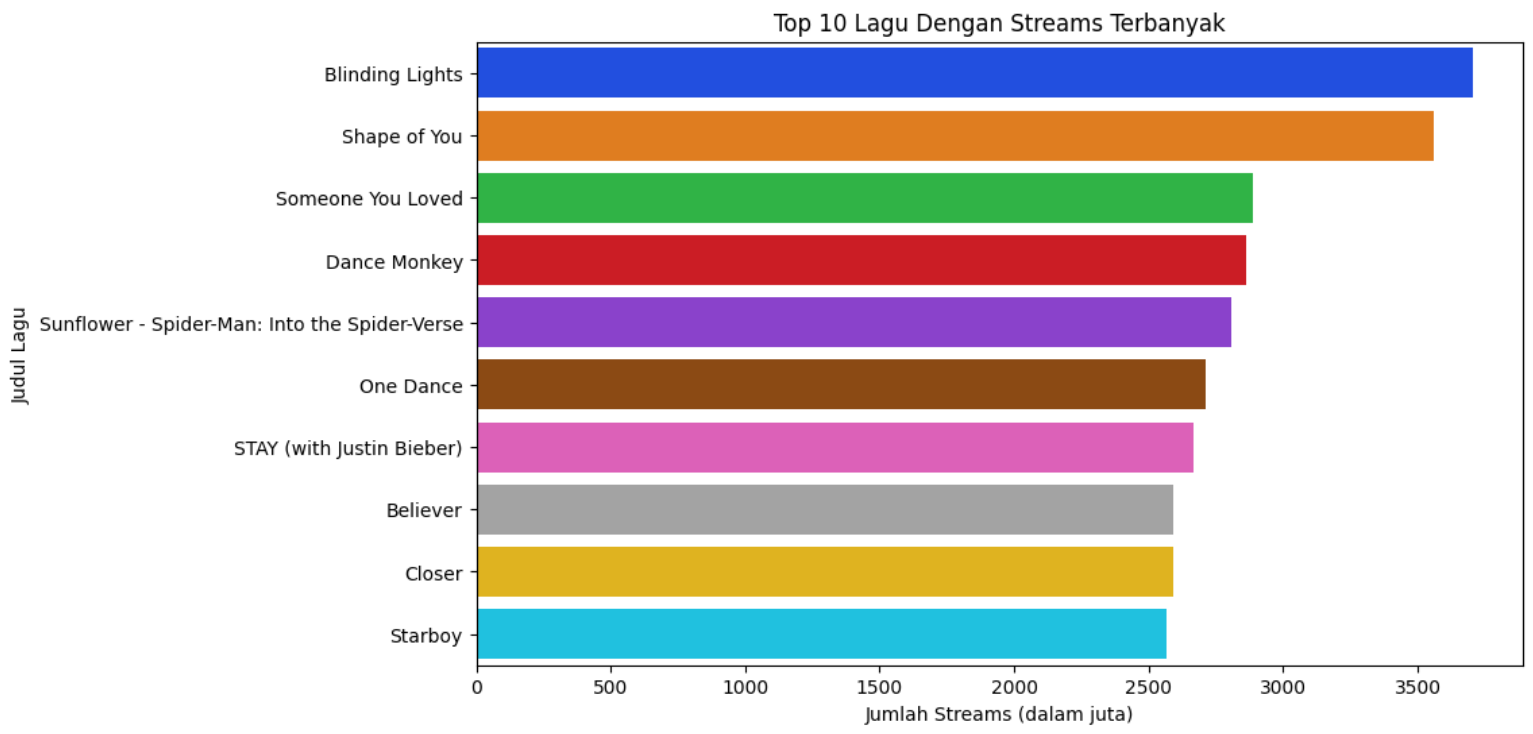 Top 10 Lagu Dengan Streams Terbanyak
Judul Lagu
Blinding Lights
Shape of You
Someone You Loved
Dance Monkey
Sunflower - Spider-Man: Into the Spider-Verse
One Dance
STAY (with Justin Bieber)
Believer
Closer
Starboy
0 500 1000 1500 2000 2500 3000 3500
Jumlah Streams (dalam juta)